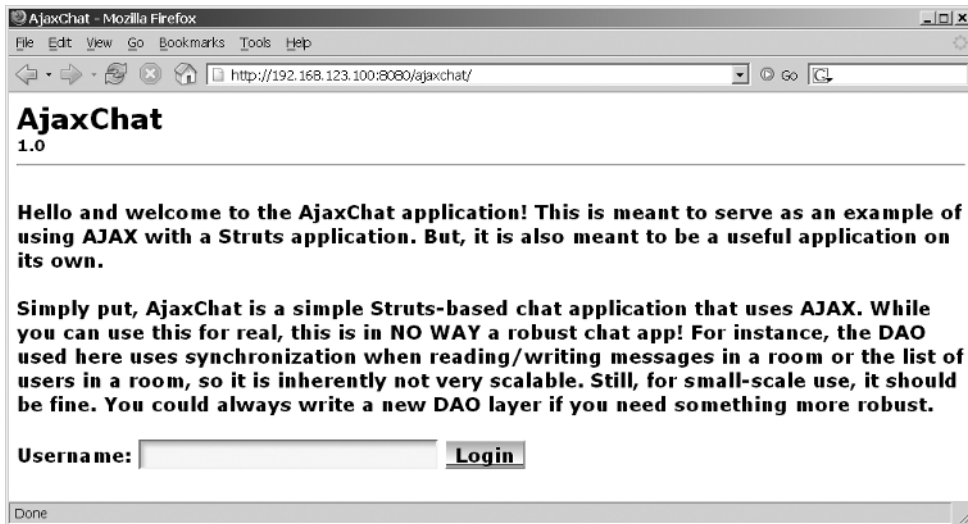 AjaxChat - Mozilla Firefox
File Edit View Go Bookmarks Tools Help
http://192.168.123.100:8080/ajaxchat/ Go G
AjaxChat
1.0
Hello and welcome to the AjaxChat application! This is meant to serve as an example of
using AJAX with a Struts application. But, it is also meant to be a useful application on
its own.
Simply put, AjaxChat is a simple Struts-based chat application that uses AJAX. While
you can use this for real, this is in NO WAY a robust chat app! For instance, the DAO
used here uses synchronization when reading/writing messages in a room or the list of
users in a room, so it is inherently not very scalable. Still, for small-scale use, it should
be fine. You could always write a new DAO layer if you need something more robust.
Username: Login
Done